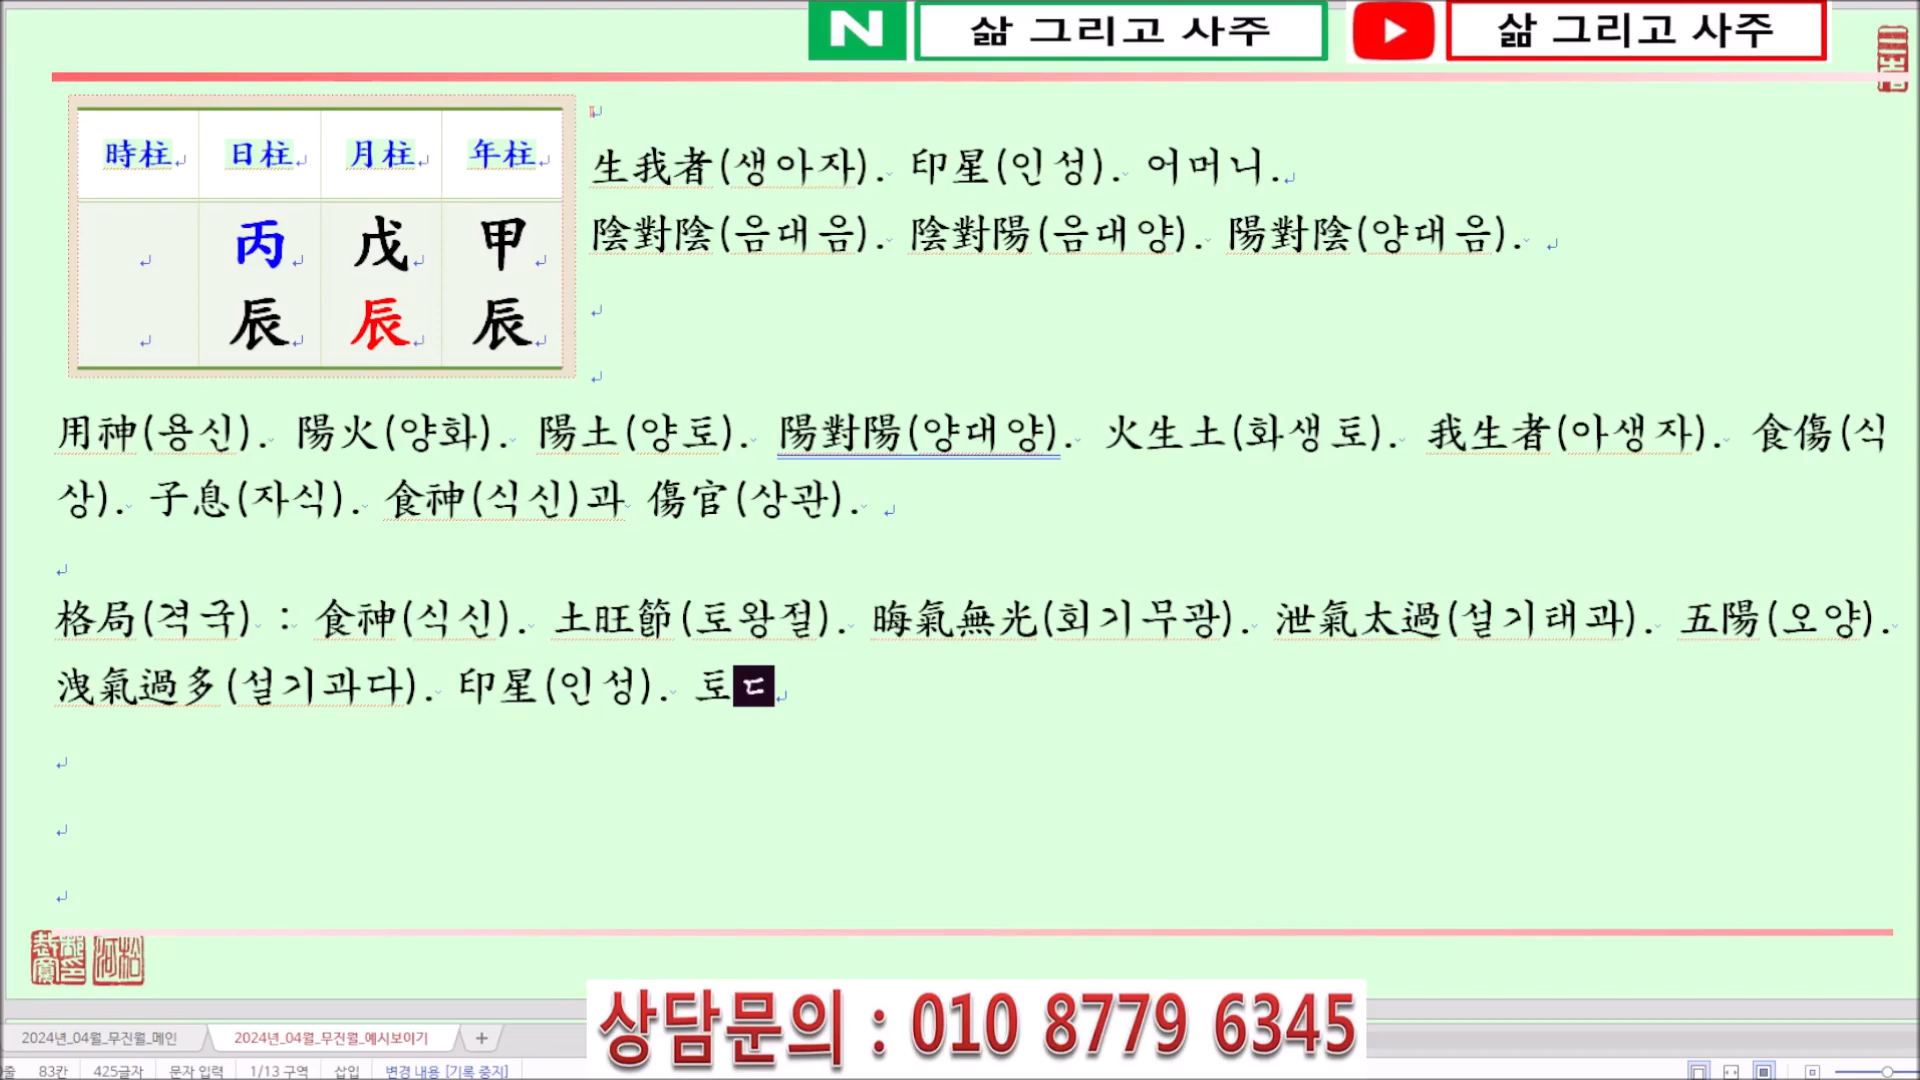 N 삶 그리고 사주 삶 그리고 사주
時柱 日柱 月柱 年柱
丙 戊 甲
辰 辰 辰
生我者(생아자). 印星(인성). 어머니.
陰對陰(음대음). 陰對陽(음대양). 陽對陰(양대음).
用神(용신). 陽火(양화). 陽土(양토). 陽對陽(양대양). 火生土(화생토). 我生者(아생자). 食傷(식
상). 子息(자식). 食神(식신)과 傷官(상관).
格局(격국) : 食神(식신). 土旺節(토왕절). 晦氣無光(회기무광). 泄氣太過(설기태과). 五陽(오양).
洩氣過多(설기과다). 印星(인성). 토ㄷ
상담문의 : 010 8779 6345
2024년_04월_무진월_메인 2024년_04월_무진월_예시보이기 +
83칸 425글자 문자 입력 1/13 구역 삽입 변경 내용 [기록 중지]